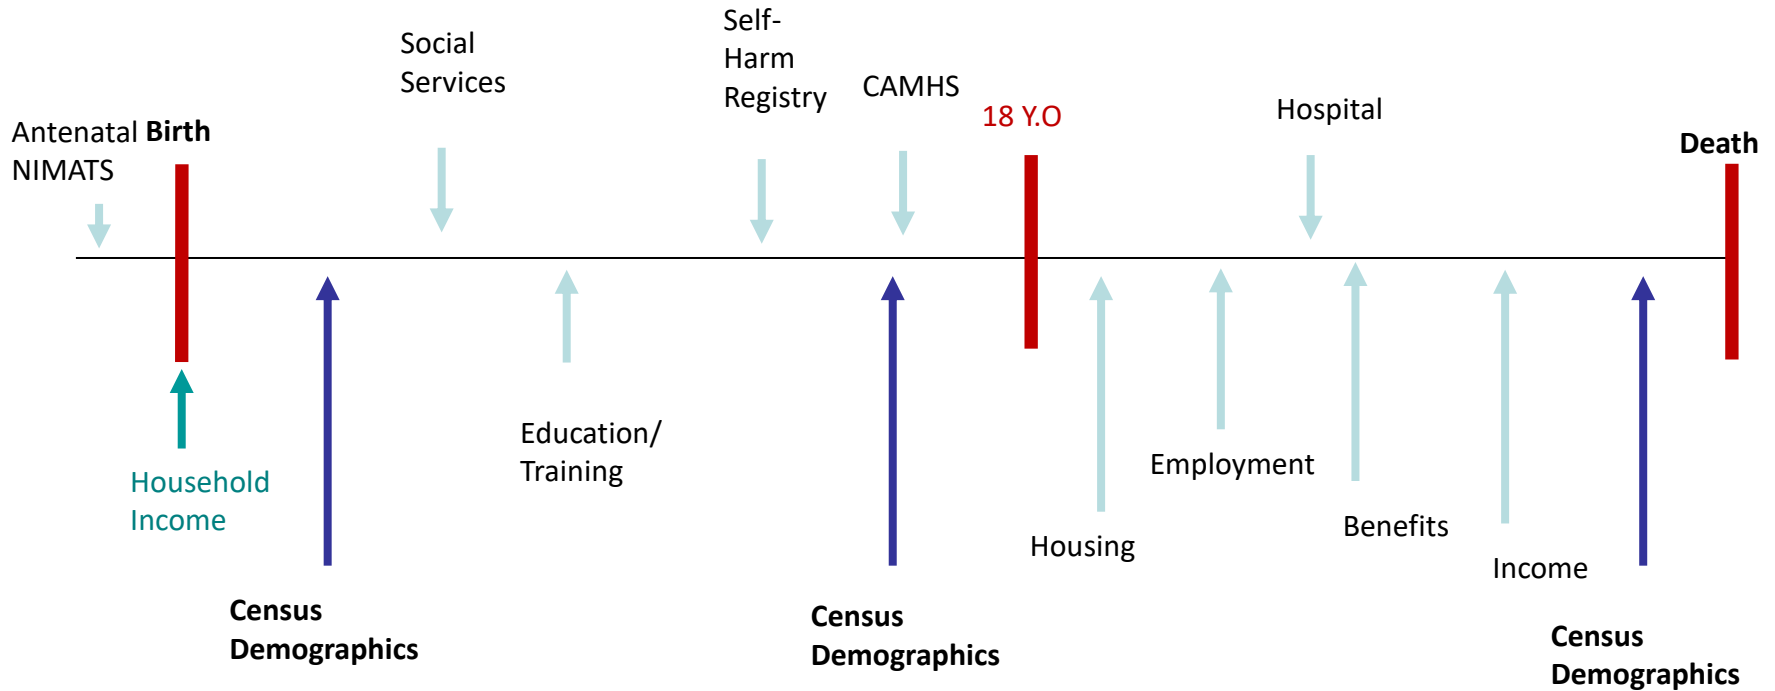 Antenatal
NIMATS
Birth
Social
Services
Self-
Harm
Registry
CAMHS
18 Y.O
Hospital
Death
Household
Income
Census
Demographics
Education/
Training
Census
Demographics
Housing
Employment
Benefits
Income
Census
Demographics